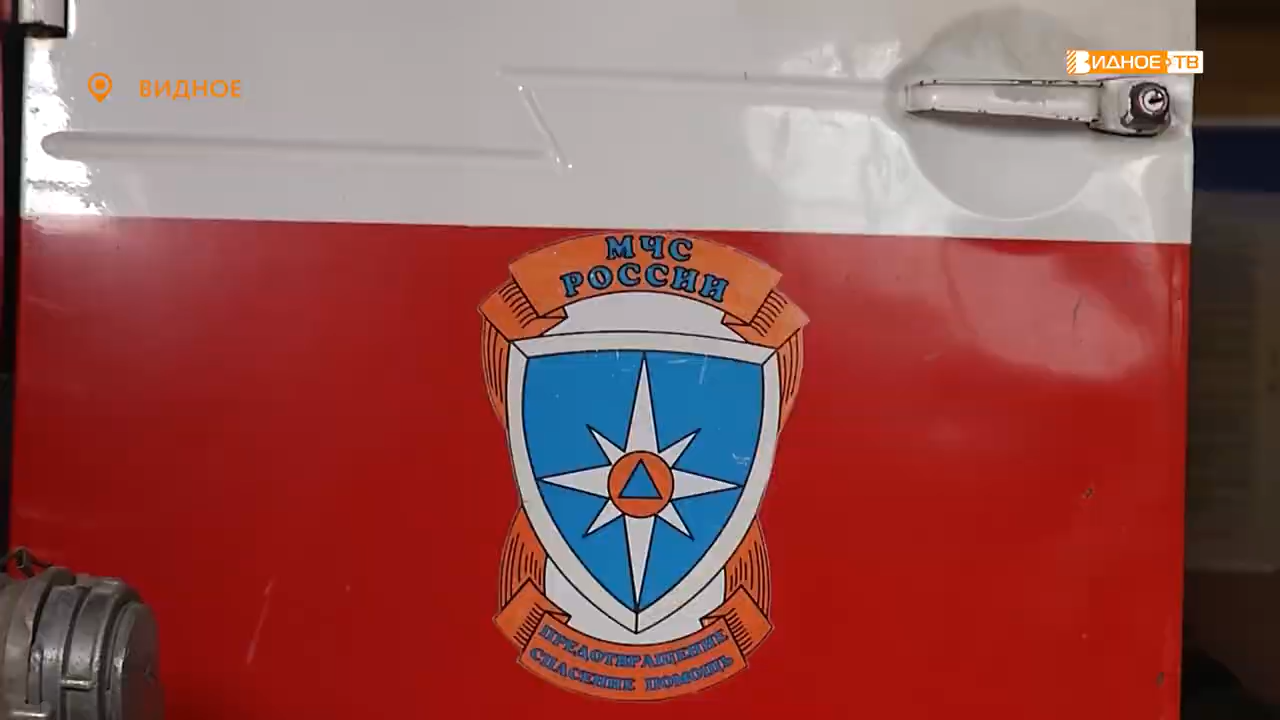 ВИДНОЕ
ВИДНОЕ·ТВ
МЧС
РОССИИ
ПРЕДОТВРАЩЕНИЕ
СПАСЕНИЕ ПОМОЩЬ